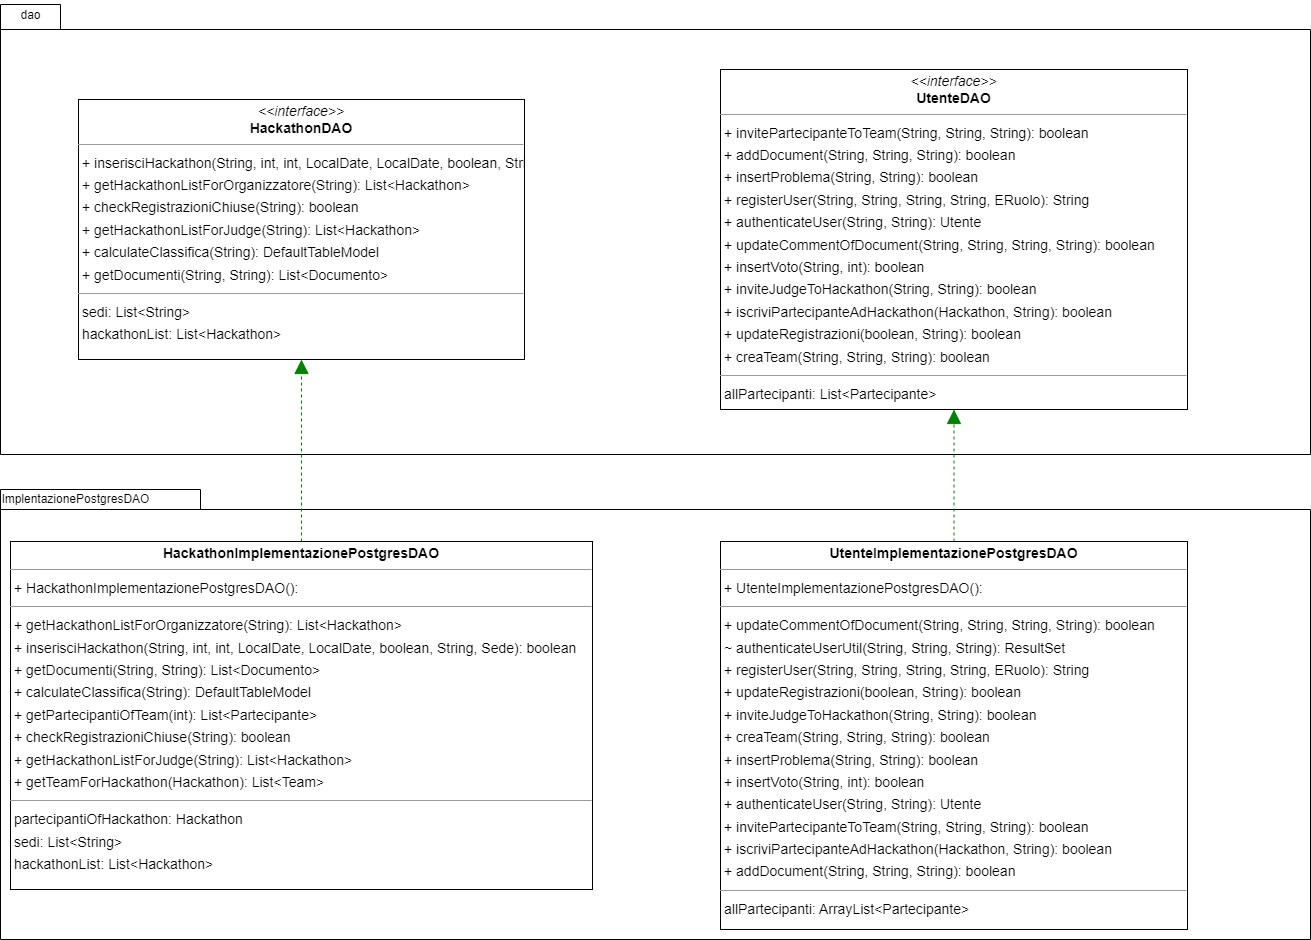 dao
<<interface>>
HackathonDAO
+ inserisciHackathon(String, int, int, LocalDate, LocalDate, boolean, Str
+ getHackathonListForOrganizzatore(String): List<Hackathon>
+ checkRegistrazioniChiuse(String): boolean
+ getHackathonListForJudge(String): List<Hackathon>
+ calculateClassifica(String): DefaultTableModel
+ getDocumenti(String, String): List<Documento>
sedi: List<String>
hackathonList: List<Hackathon>
<<interface>>
UtenteDAO
+ invitePartecipanteToTeam(String, String, String): boolean
+ addDocument(String, String, String): boolean
+ insertProblema(String, String): boolean
+ registerUser(String, String, String, String, ERuolo): String
+ authenticateUser(String, String): Utente
+ updateCommentOfDocument(String, String, String, String): boolean
+ insertVoto(String, int): boolean
+ inviteJudgeToHackathon(String, String): boolean
+ iscriviPartecipanteAdHackathon(Hackathon, String): boolean
+ updateRegistrazioni(boolean, String): boolean
+ creaTeam(String, String, String): boolean
allPartecipanti: List<Partecipante>
ImplentazionePostgresDAO
HackathonImplementazionePostgresDAO
+ HackathonImplementazionePostgresDAO():
+ getHackathonListForOrganizzatore(String): List<Hackathon>
+ inserisciHackathon(String, int, int, LocalDate, LocalDate, boolean, String, Sede): boolean
+ getDocumenti(String, String): List<Documento>
+ calculateClassifica(String): DefaultTableModel
+ getPartecipantiOfTeam(int): List<Partecipante>
+ checkRegistrazioniChiuse(String): boolean
+ getHackathonListForJudge(String): List<Hackathon>
+ getTeamForHackathon(Hackathon): List<Team>
partecipantiOfHackathon: Hackathon
sedi: List<String>
hackathonList: List<Hackathon>
UtenteImplementazionePostgresDAO
+ UtenteImplementazionePostgresDAO():
+ updateCommentOfDocument(String, String, String, String): boolean
~ authenticateUserUtil(String, String, String): ResultSet
+ registerUser(String, String, String, String, ERuolo): String
+ updateRegistrazioni(boolean, String): boolean
+ inviteJudgeToHackathon(String, String): boolean
+ creaTeam(String, String, String): boolean
+ insertProblema(String, String): boolean
+ insertVoto(String, int): boolean
+ authenticateUser(String, String): Utente
+ invitePartecipanteToTeam(String, String, String): boolean
+ iscriviPartecipanteAdHackathon(Hackathon, String): boolean
+ addDocument(String, String, String): boolean
allPartecipanti: ArrayList<Partecipante>